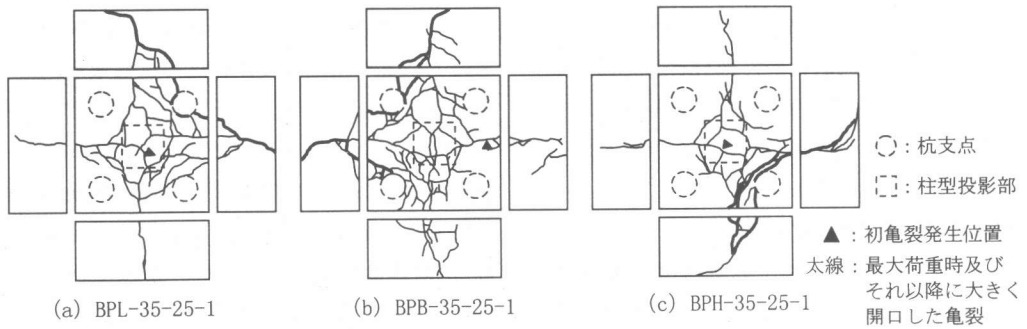 ◌：杭支点
⬚：柱型投影部
▲：初亀裂発生位置
太線：最大荷重時及び
それ以降に大きく
開口した亀裂
(a) BPL-35-25-1
(b) BPB-35-25-1
(c) BPH-35-25-1